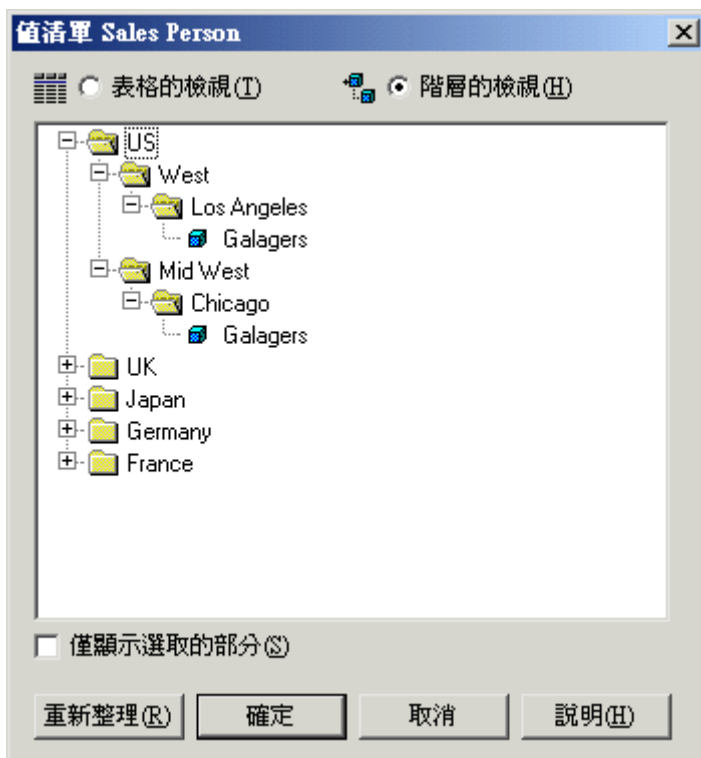 值清單 Sales Person
表格的檢視(T) 階層的檢視(H)
US
West
Los Angeles
Galagers
Mid West
Chicago
Galagers
UK
Japan
Germany
France
僅顯示選取的部分(S)
重新整理(R) 確定 取消 說明(H)